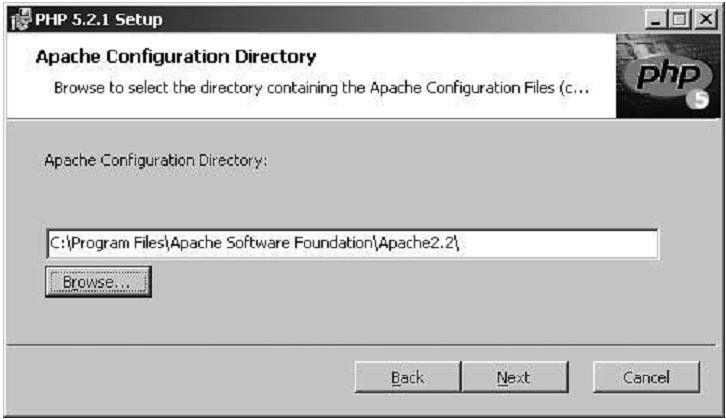 PHP 5.2.1 Setup
Apache Configuration Directory
Browse to select the directory containing the Apache Configuration Files (c...
php
5
Apache Configuration Directory:
C:\Program Files\Apache Software Foundation\Apache2.2\
Browse...
Back Next Cancel